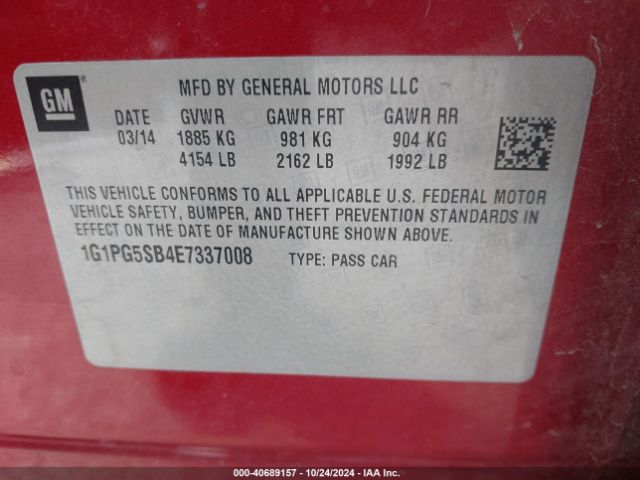 GM
MFD BY GENERAL MOTORS LLC
DATE GVWR GAWR FRT GAWR RR
03/14 1885 KG 981 KG 904 KG
4154 LB 2162 LB 1992 LB
THIS VEHICLE CONFORMS TO ALL APPLICABLE U.S. FEDERAL MOTOR
VEHICLE SAFETY, BUMPER, AND THEFT PREVENTION STANDARDS IN
EFFECT ON THE DATE OF MANUFACTURE SHOWN ABOVE.
1G1PG5SB4E7337008 TYPE: PASS CAR
000-40689157 - 10/24/2024 - IAA Inc.